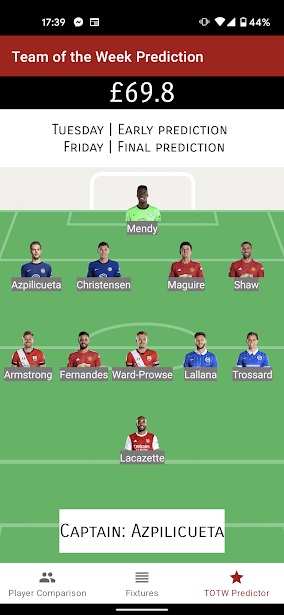 17:39
44%
Team of the Week Prediction
£69.8
Tuesday | Early prediction
Friday | Final prediction
Mendy
Azpilicueta Christensen Maguire Shaw
Armstrong Fernandes Ward-Prowse Lallana Trossard
Lacazette
Captain: Azpilicueta
Player Comparison Fixtures TOTW Predictor